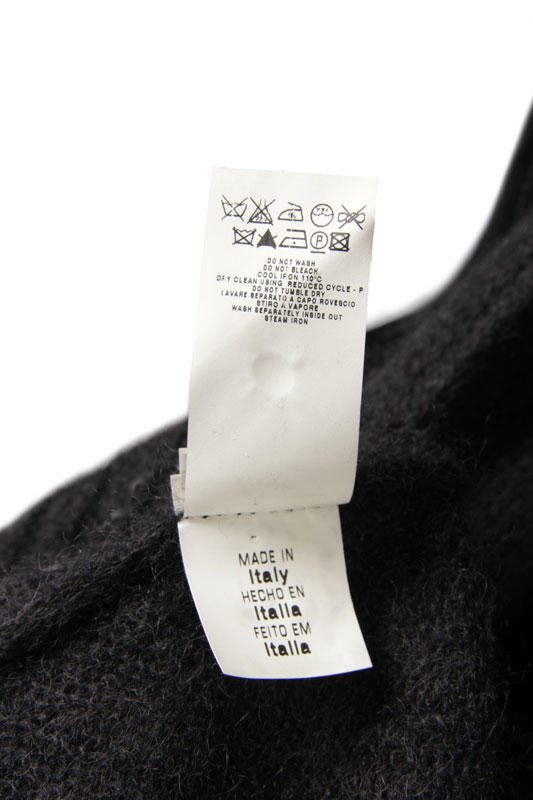 DO NOT WASH
DO NOT BLEACH
COOL IRON 110°C
DRY CLEAN USING REDUCED CYCLE - P
DO NOT TUMBLE DRY
LAVARE SEPARATO A CAPO ROVESCIO
STIRO A VAPORE
WASH SEPARATELY INSIDE OUT
STEAM IRON
MADE IN
Italy
HECHO EN
Italia
FEITO EM
Italia